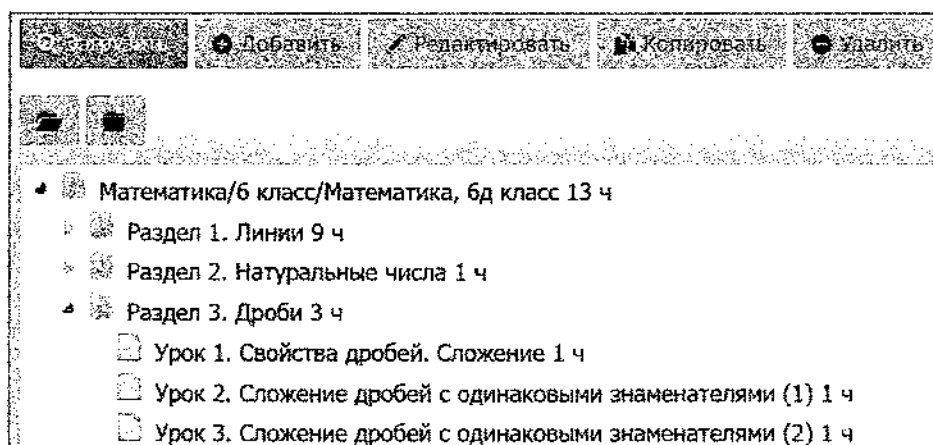 Загрузить Добавить Редактировать Копировать Удалить
Математика/6 класс/Математика, 6д класс 13 ч
Раздел 1. Линии 9 ч
Раздел 2. Натуральные числа 1 ч
Раздел 3. Дроби 3 ч
Урок 1. Свойства дробей. Сложение 1 ч
Урок 2. Сложение дробей с одинаковыми знаменателями (1) 1 ч
Урок 3. Сложение дробей с одинаковыми знаменателями (2) 1 ч